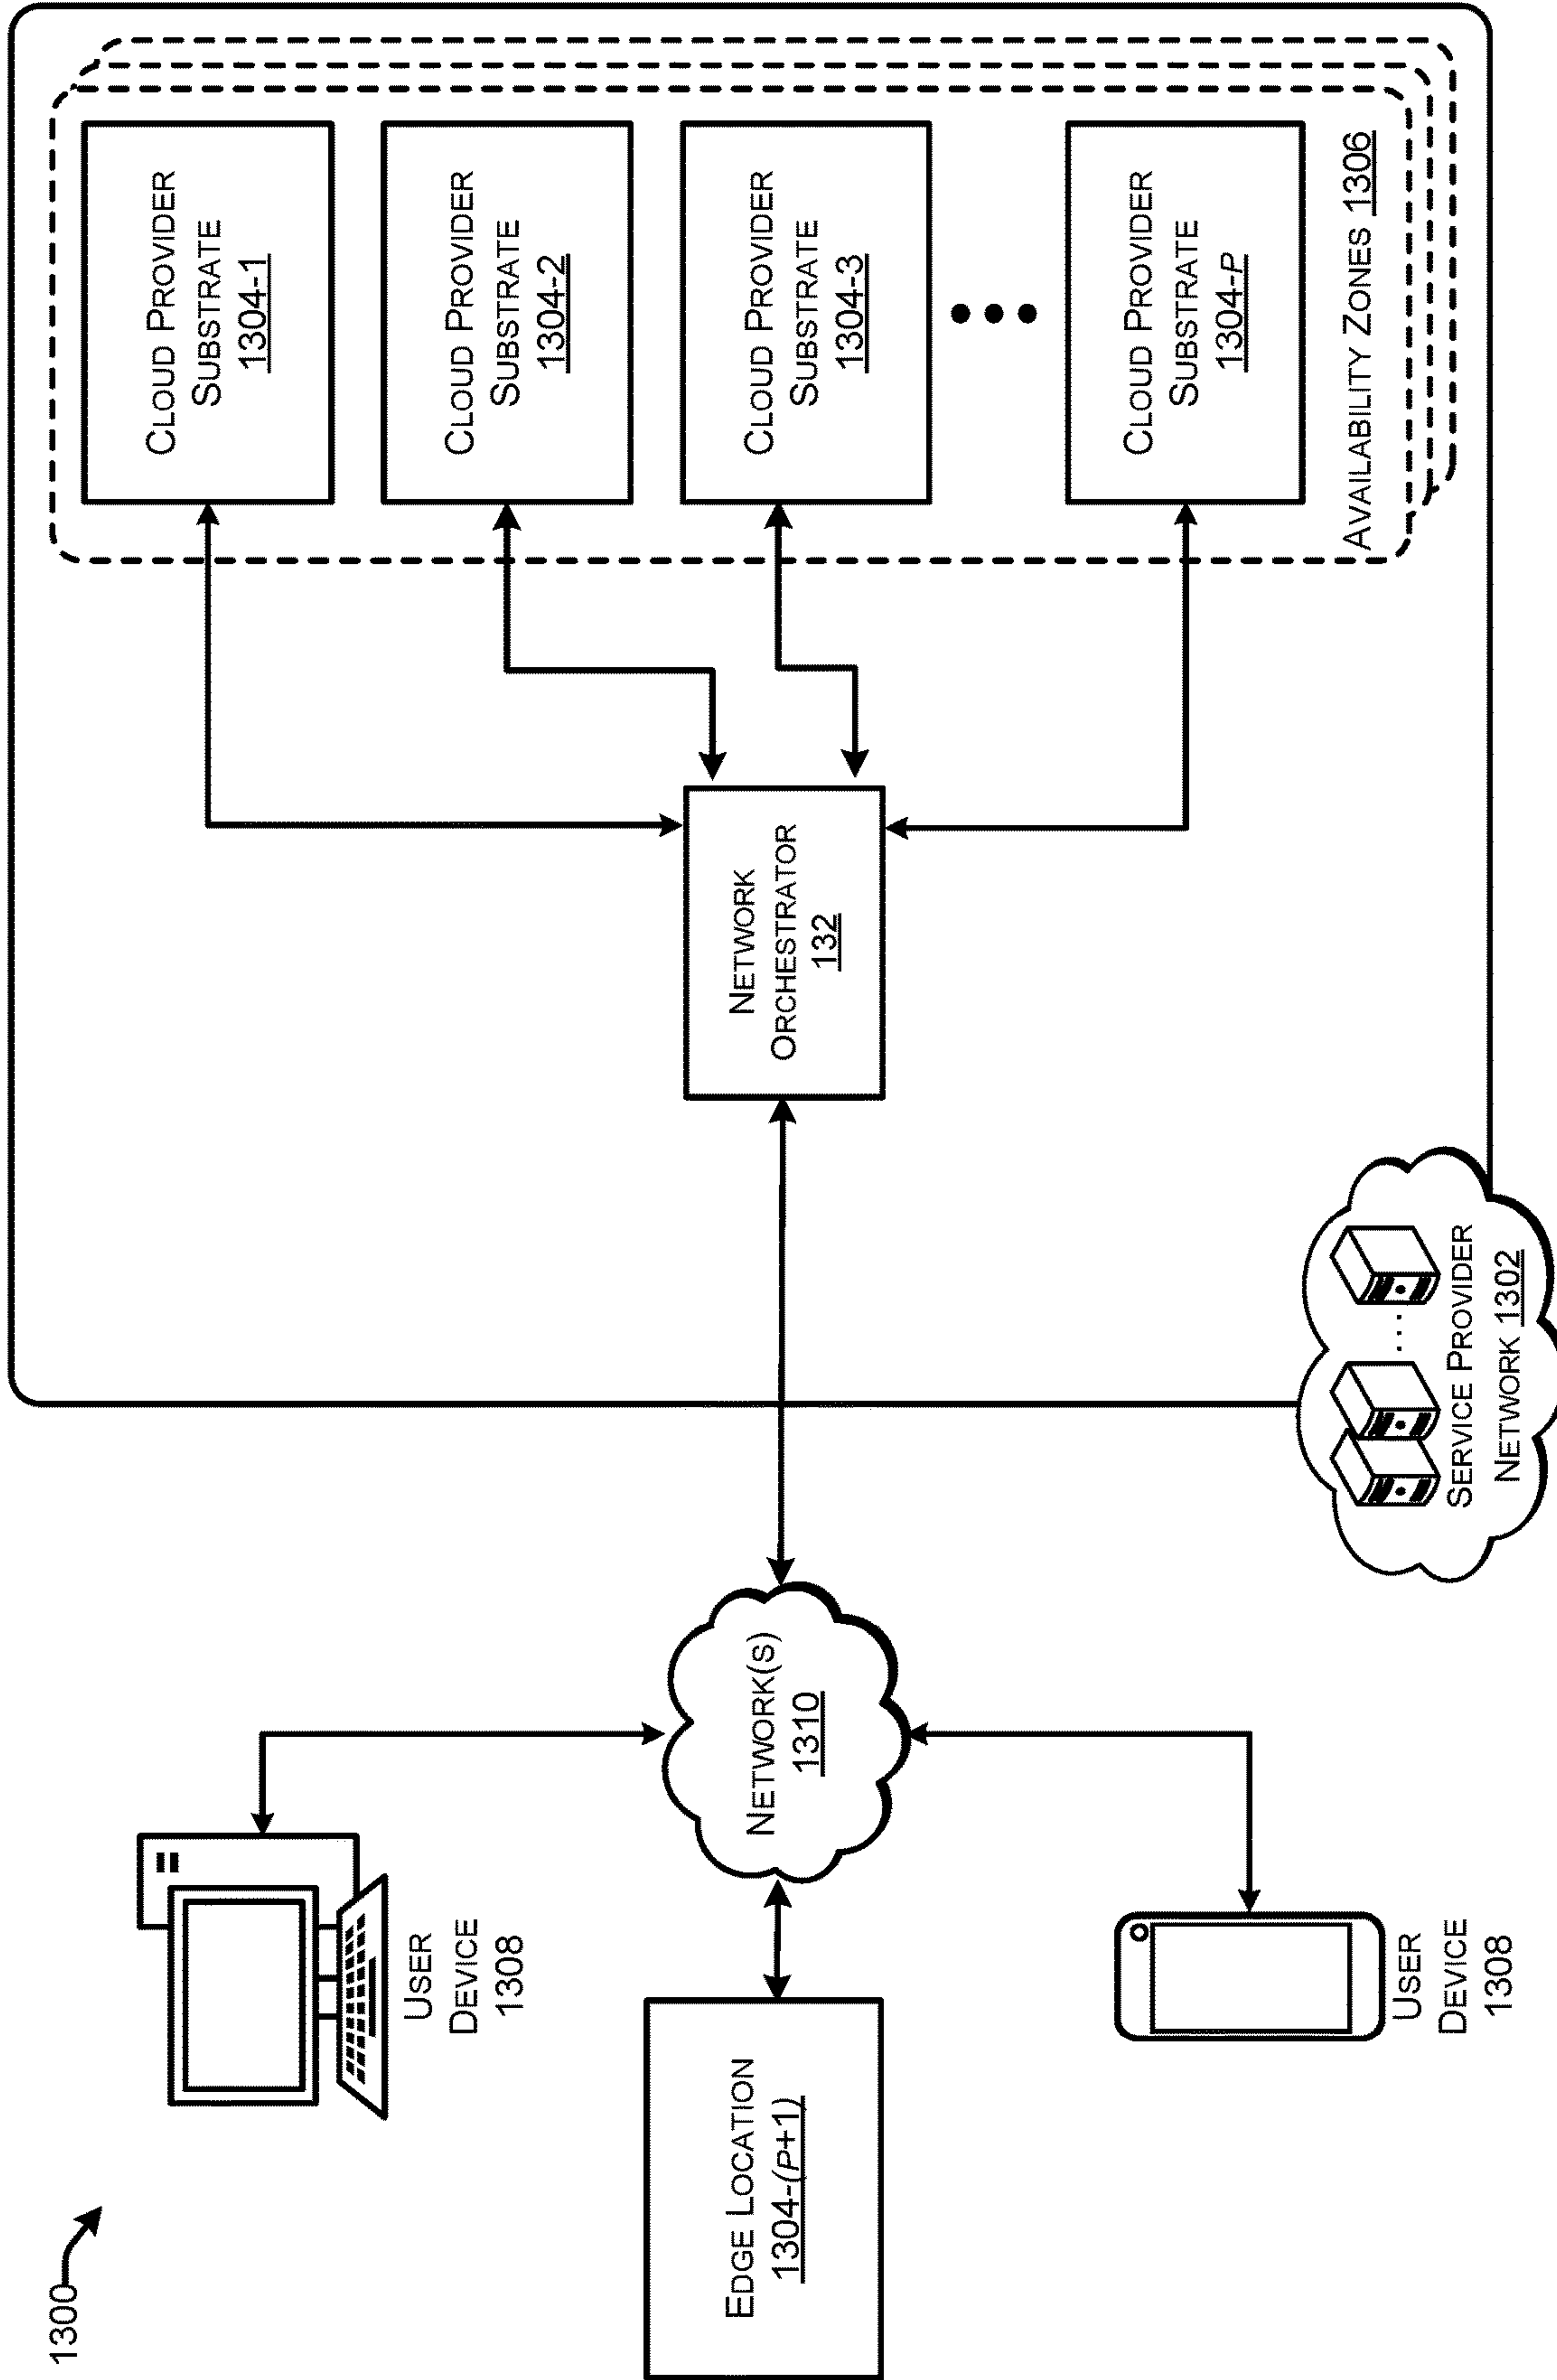 1300
USER
DEVICE
1308
EDGE LOCATION
1304-(P+1)
NETWORK(S)
1310
USER
DEVICE
1308
SERVICE PROVIDER
NETWORK 1302
NETWORK
ORCHESTRATOR
132
CLOUD PROVIDER
SUBSTRATE
1304-1
CLOUD PROVIDER
SUBSTRATE
1304-2
CLOUD PROVIDER
SUBSTRATE
1304-3
CLOUD PROVIDER
SUBSTRATE
1304-P
AVAILABILITY ZONES 1306